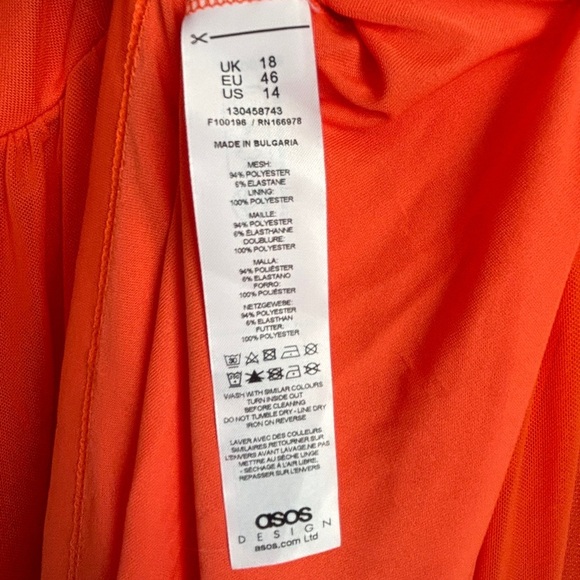 UK 18
EU 46
US 14
130458743
F100196 / RN166978
MADE IN BULGARIA
MESH:
94% POLYESTER
6% ELASTANE
LINING:
100% POLYESTER
MAILLE:
94% POLYESTER
6% ÉLASTHANNE
DOUBLURE:
100% POLYESTER
MALLA:
94% POLIÉSTER
6% ELASTANO
FORRO:
100% POLIÉSTER
NETZGEWEBE:
94% POLYESTER
6% ELASTHAN
FUTTER:
100% POLYESTER
30
WASH WITH SIMILAR COLOURS
TURN INSIDE OUT
BEFORE CLEANING
DO NOT TUMBLE DRY - LINE DRY
IRON ON REVERSE
LAVER AVEC DES COULEURS
SIMILAIRES.RETOURNER SUR
L'ENVERS AVANT LAVAGE.NE PAS
METTRE AU SÈCHE LINGE
- SÉCHAGE À L'AIR LIBRE.
REPASSER SUR L'ENVERS
asos
DESIGN
asos.com Ltd